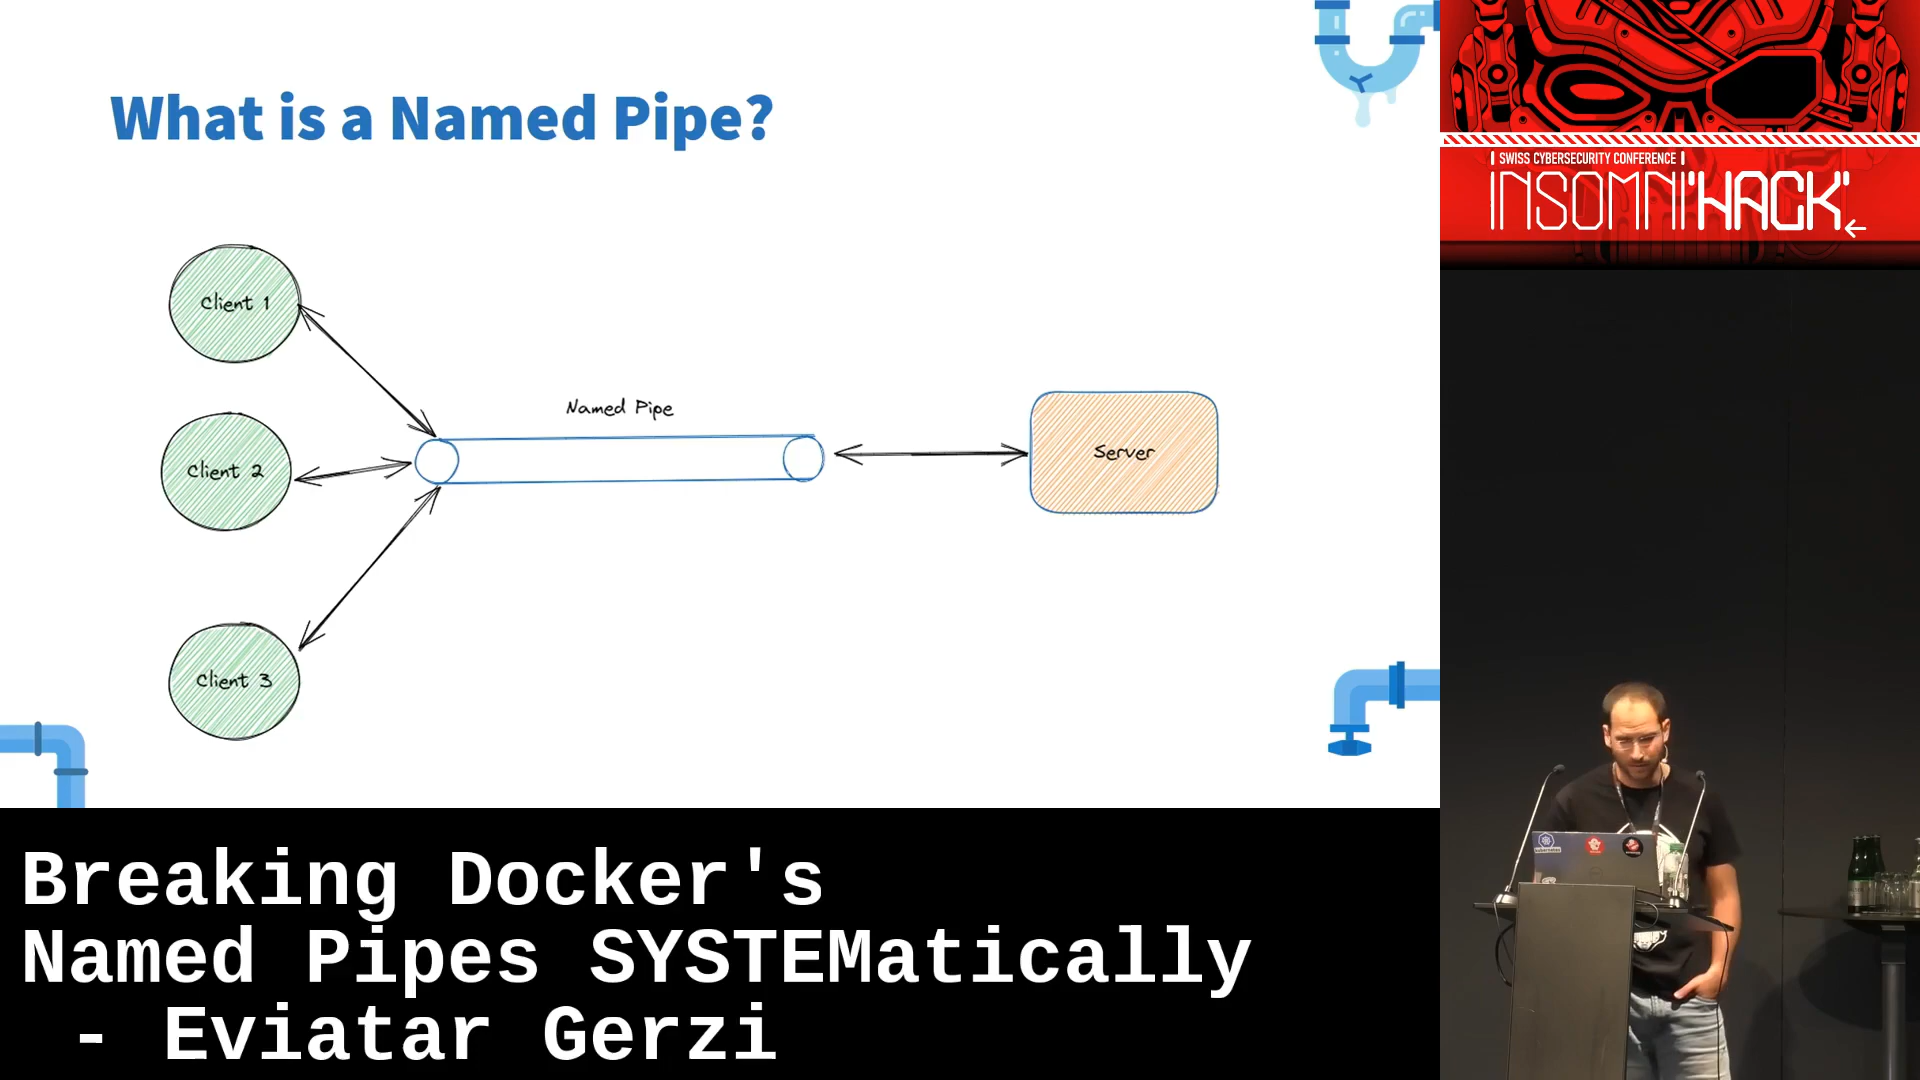 What is a Named Pipe?
Client 1
Named Pipe
Client 2
Server
Client 3
SWISS CYBERSECURITY CONFERENCE
INSOMNI'HACK
Breaking Docker's
Named Pipes SYSTEMatically
- Eviatar Gerzi